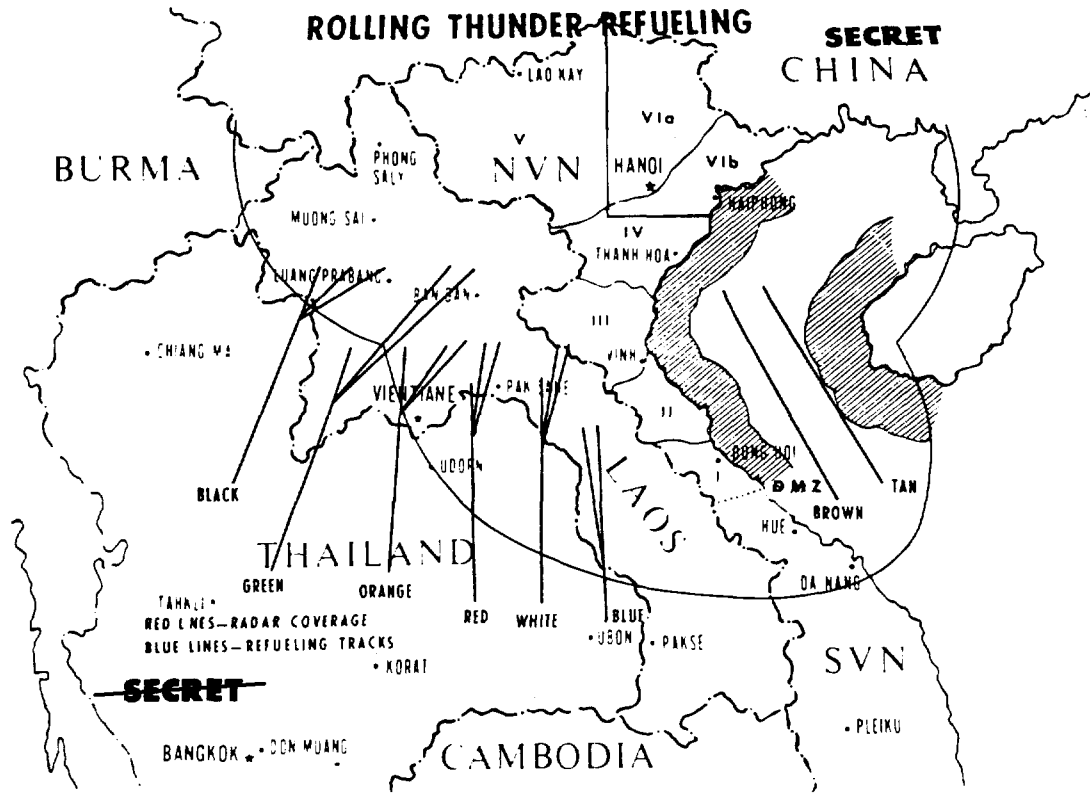 ROLLING THUNDER REFUELING
SECRET
CHINA
LAO KAY
VIa
BURMA
V
PHONG
SALY
NVN
HANOI
VIb
HAIPHONG
MUONG SAI
IV
THANH HOA
LUANG PRABANG
BAN BAN
III
CHIANG MA
VINH
VIENTIANE
PAK SANE
II
UDORN
DONG HOI
I
LAOS
BLACK
DMZ
TAN
BROWN
HUE
THAILAND
GREEN
ORANGE
DA NANG
TAHKLI
RED
WHITE
BLUE
RED LINES—RADAR COVERAGE
BLUE LINES—REFUELING TRACKS
UBON
PAKSE
KORAT
SVN
SECRET
PLEIKU
BANGKOK
DON MUANG
CAMBODIA